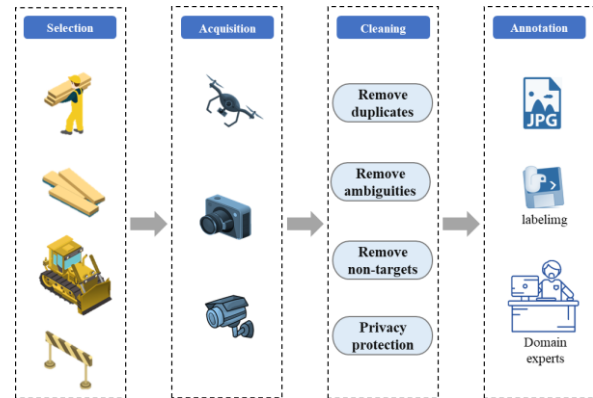 Selection
Acquisition
Cleaning
Annotation
Remove
duplicates
Remove
ambiguities
Remove
non-targets
Privacy
protection
JPG
labelimg
Domain
experts